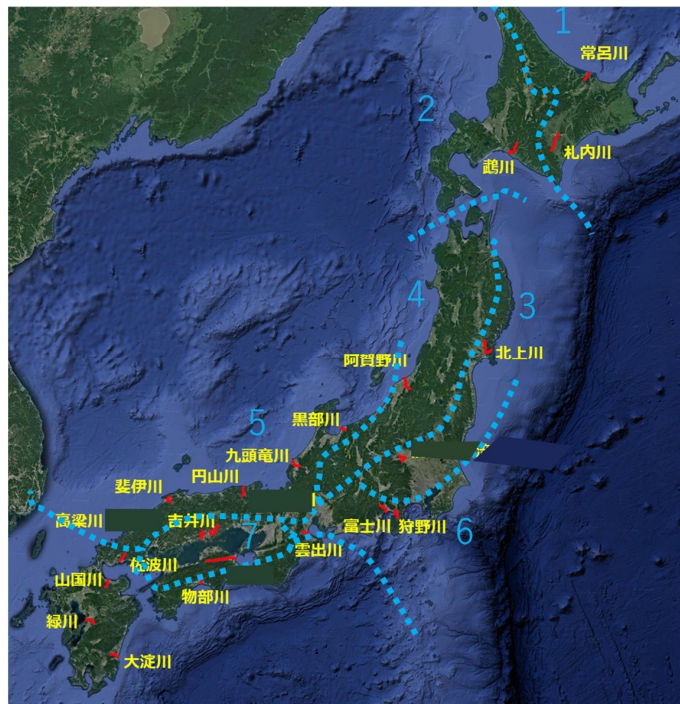 1
常呂川
2
鵡川
札内川
4
3
北上川
阿賀野川
黒部川
5
九頭竜川
円山川
斐伊川
高梁川
吉井川
7
富士川
狩野川
6
雲出川
佐波川
山国川
物部川
緑川
大淀川